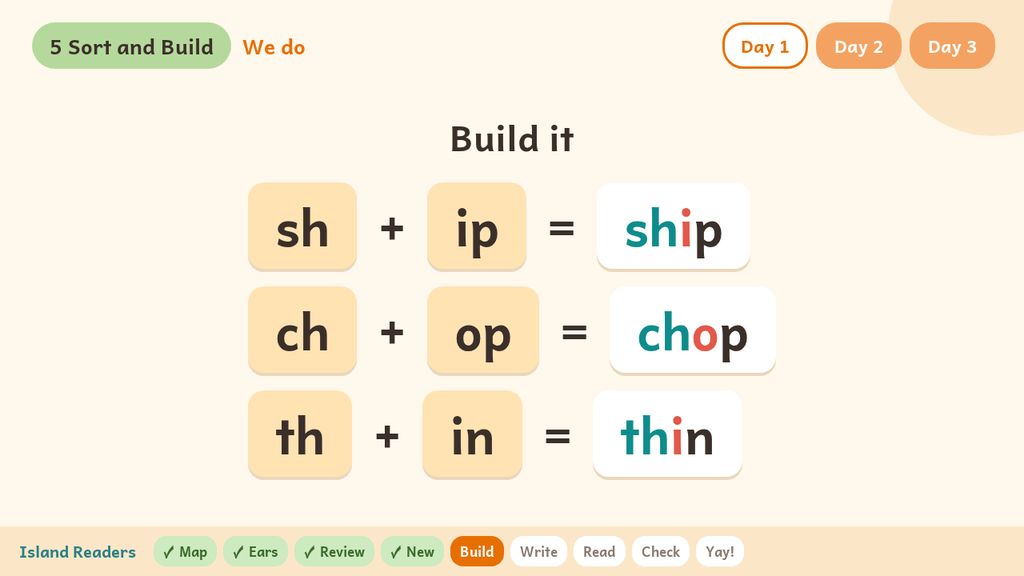 5 Sort and Build We do Day 1 Day 2 Day 3
Build it
sh + ip = ship
ch + op = chop
th + in = thin
Island Readers ✓ Map ✓ Ears ✓ Review ✓ New Build Write Read Check Yay!